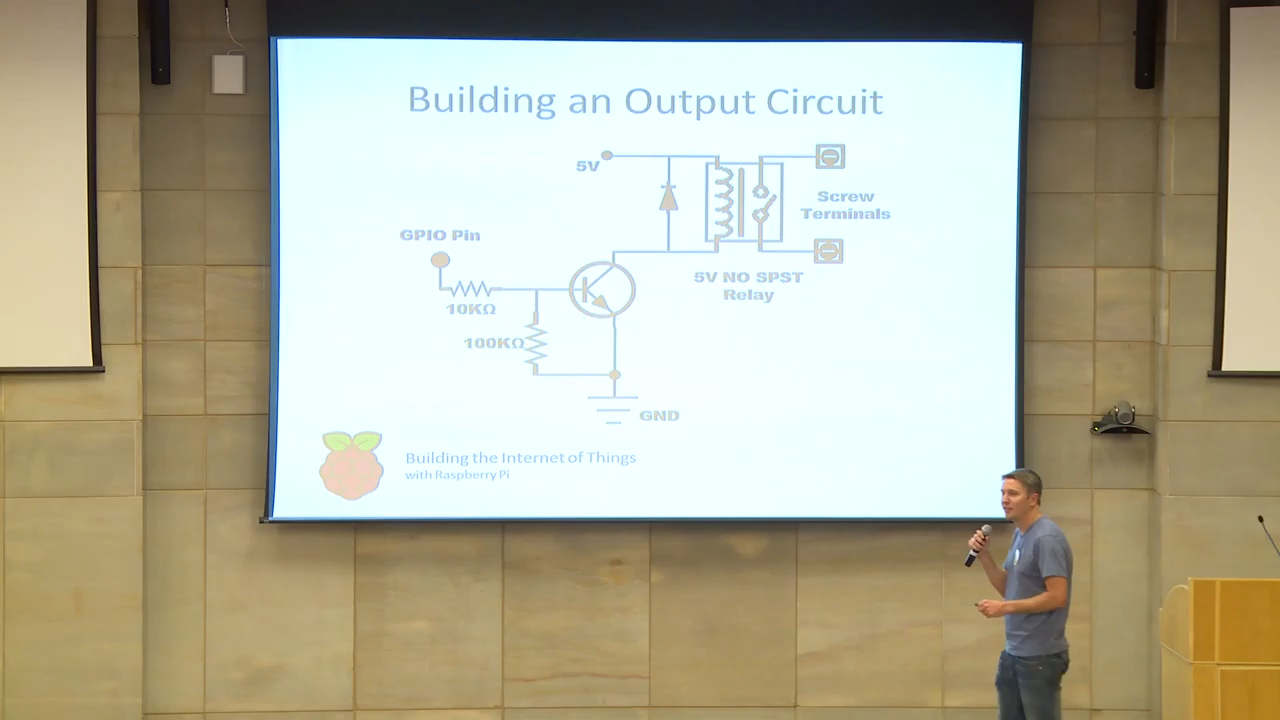 Building an Output Circuit
5V
Screw
Terminals
GPIO Pin
5V NO SPST
Relay
10KΩ
100KΩ
GND
Building the Internet of Things
with Raspberry Pi